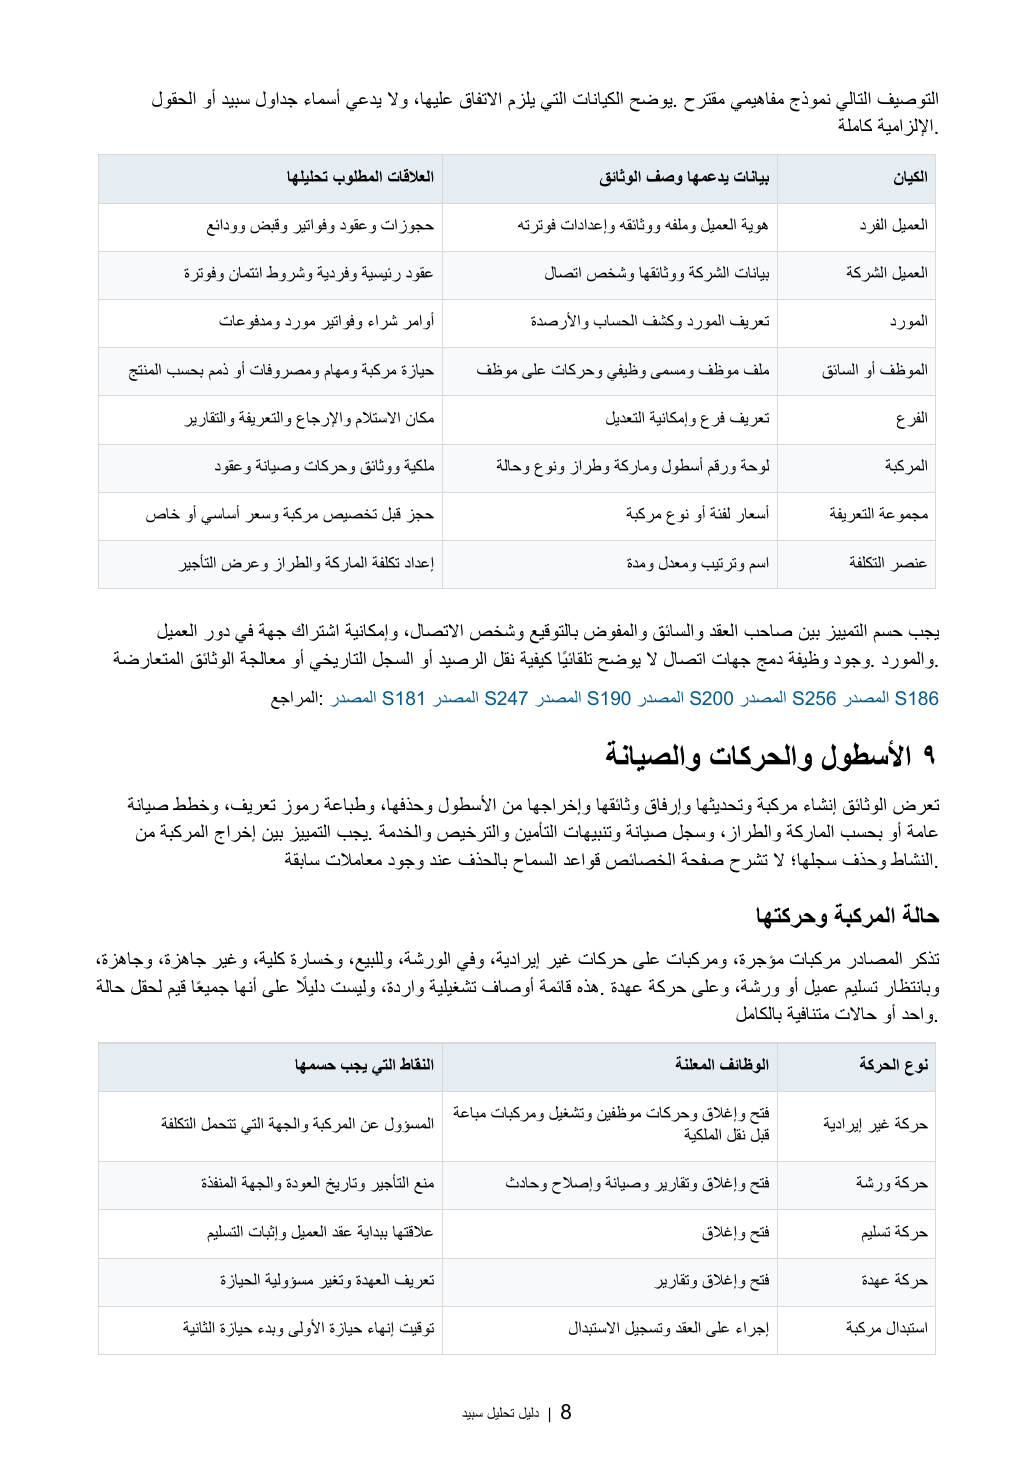 التوصيف التالي نموذج مفاهيمي مقترح. يوضح الكيانات التي يلزم الاتفاق عليها، ولا يدعي أسماء جداول سبيد أو الحقول
الإلزامية كاملة.
الكيان	بيانات يدعمها وصف الوثائق	العلاقات المطلوب تحليلها
العميل الفرد	هوية العميل وملفه ووثائقه وإعدادات فوترته	حجوزات وعقود وفواتير وقبض وودائع
العميل الشركة	بيانات الشركة ووثائقها وشخص اتصال	عقود رئيسية وفردية وشروط ائتمان وفوترة
المورد	تعريف المورد وكشف الحساب والأرصدة	أوامر شراء وفواتير مورد ومدفوعات
الموظف أو السائق	ملف موظف ومسمى وظيفي وحركات على موظف	حيازة مركبة ومهام ومصروفات أو ذمم بحسب المنتج
الفرع	تعريف فرع وإمكانية التعديل	مكان الاستلام والإرجاع والتعريفة والتقارير
المركبة	لوحة ورقم أسطول وماركة وطراز ونوع وحالة	ملكية ووثائق وحركات وصيانة وعقود
مجموعة التعريفة	أسعار لفئة أو نوع مركبة	حجز قبل تخصيص مركبة وسعر أساسي أو خاص
عنصر التكلفة	اسم وترتيب ومعدل ومدة	إعداد تكلفة الماركة والطراز وعرض التأجير
يجب حسم التمييز بين صاحب العقد والسائق والمفوض بالتوقيع وشخص الاتصال، وإمكانية اشتراك جهة في دور العميل
والمورد. وجود وظيفة دمج جهات اتصال لا يوضح تلقائيًا كيفية نقل الرصيد أو السجل التاريخي أو معالجة الوثائق المتعارضة.
المراجع: المصدر S181 المصدر S247 المصدر S190 المصدر S200 المصدر S256 المصدر S186
٩ الأسطول والحركات والصيانة
تعرض الوثائق إنشاء مركبة وتحديثها وإرفاق وثائقها وإخراجها من الأسطول وحذفها، وطباعة رموز تعريف، وخطط صيانة
عامة أو بحسب الماركة والطراز، وسجل صيانة وتنبيهات التأمين والترخيص والخدمة. يجب التمييز بين إخراج المركبة من
النشاط وحذف سجلها؛ لا تشرح صفحة الخصائص قواعد السماح بالحذف عند وجود معاملات سابقة.
حالة المركبة وحركتها
تذكر المصادر مركبات مؤجرة، ومركبات على حركات غير إيرادية، وفي الورشة، وللبيع، وخسارة كلية، وغير جاهزة، وجاهزة،
وبانتظار تسليم عميل أو ورشة، وعلى حركة عهدة. هذه قائمة أوصاف تشغيلية واردة، وليست دليلًا على أنها جميعًا قيم لحقل حالة
واحد أو حالات متنافية بالكامل.
نوع الحركة	الوظائف المعلنة	النقاط التي يجب حسمها
حركة غير إيرادية	فتح وإغلاق وحركات موظفين وتشغيل ومركبات مباعة
قبل نقل الملكية	المسؤول عن المركبة والجهة التي تتحمل التكلفة
حركة ورشة	فتح وإغلاق وتقارير وصيانة وإصلاح وحادث	منع التأجير وتاريخ العودة والجهة المنفذة
حركة تسليم	فتح وإغلاق	علاقتها ببداية عقد العميل وإثبات التسليم
حركة عهدة	فتح وإغلاق وتقارير	تعريف العهدة وتغير مسؤولية الحيازة
استبدال مركبة	إجراء على العقد وتسجيل الاستبدال	توقيت إنهاء حيازة الأولى وبدء حيازة الثانية
دليل تحليل سبيد | 8